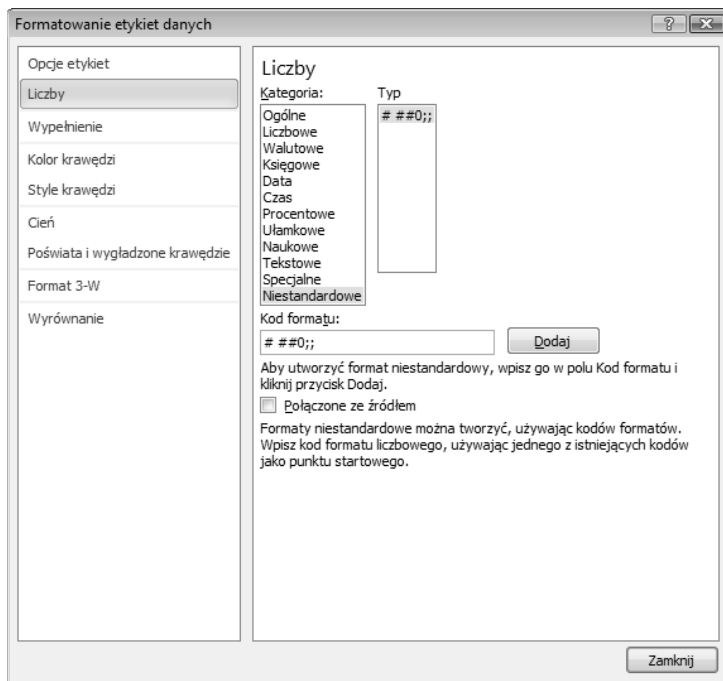 Formatowanie etykiet danych
Opcje etykiet
Liczby
Wypełnienie
Kolor krawędzi
Style krawędzi
Cień
Poświata i wygładzone krawędzie
Format 3-W
Wyrównanie
Liczby
Kategoria:
Ogólne
Liczbowe
Walutowe
Księgowe
Data
Czas
Procentowe
Ułamkowe
Naukowe
Tekstowe
Specjalne
Niestandardowe
Typ
# ##0;;
Kod formatu:
# ##0;;
Dodaj
Aby utworzyć format niestandardowy, wpisz go w polu Kod formatu i
kliknij przycisk Dodaj.
Połączone ze źródłem
Formaty niestandardowe można tworzyć, używając kodów formatów.
Wpisz kod formatu liczbowego, używając jednego z istniejących kodów
jako punktu startowego.
Zamknij